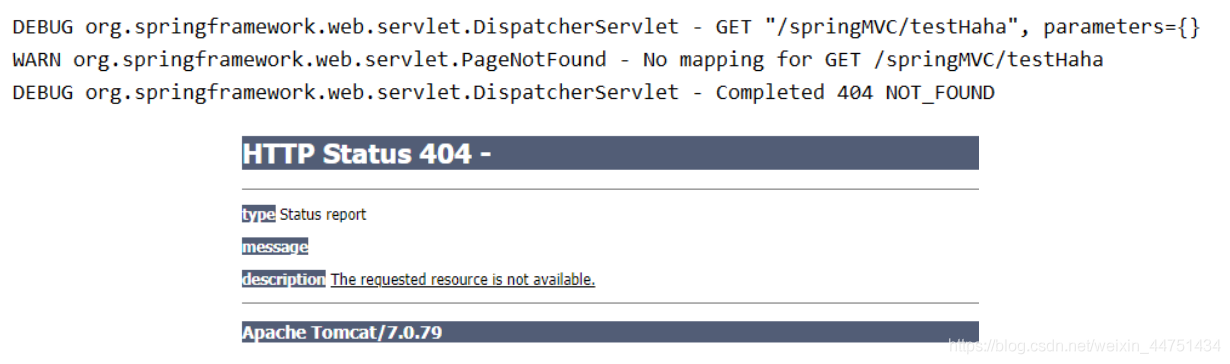 DEBUG org.springframework.web.servlet.DispatcherServlet - GET "/springMVC/testHaha", parameters={}
WARN org.springframework.web.servlet.PageNotFound - No mapping for GET /springMVC/testHaha
DEBUG org.springframework.web.servlet.DispatcherServlet - Completed 404 NOT_FOUND
HTTP Status 404 -
type Status report
message
description The requested resource is not available.
Apache Tomcat/7.0.79
https://blog.csdn.net/weixin_44751434